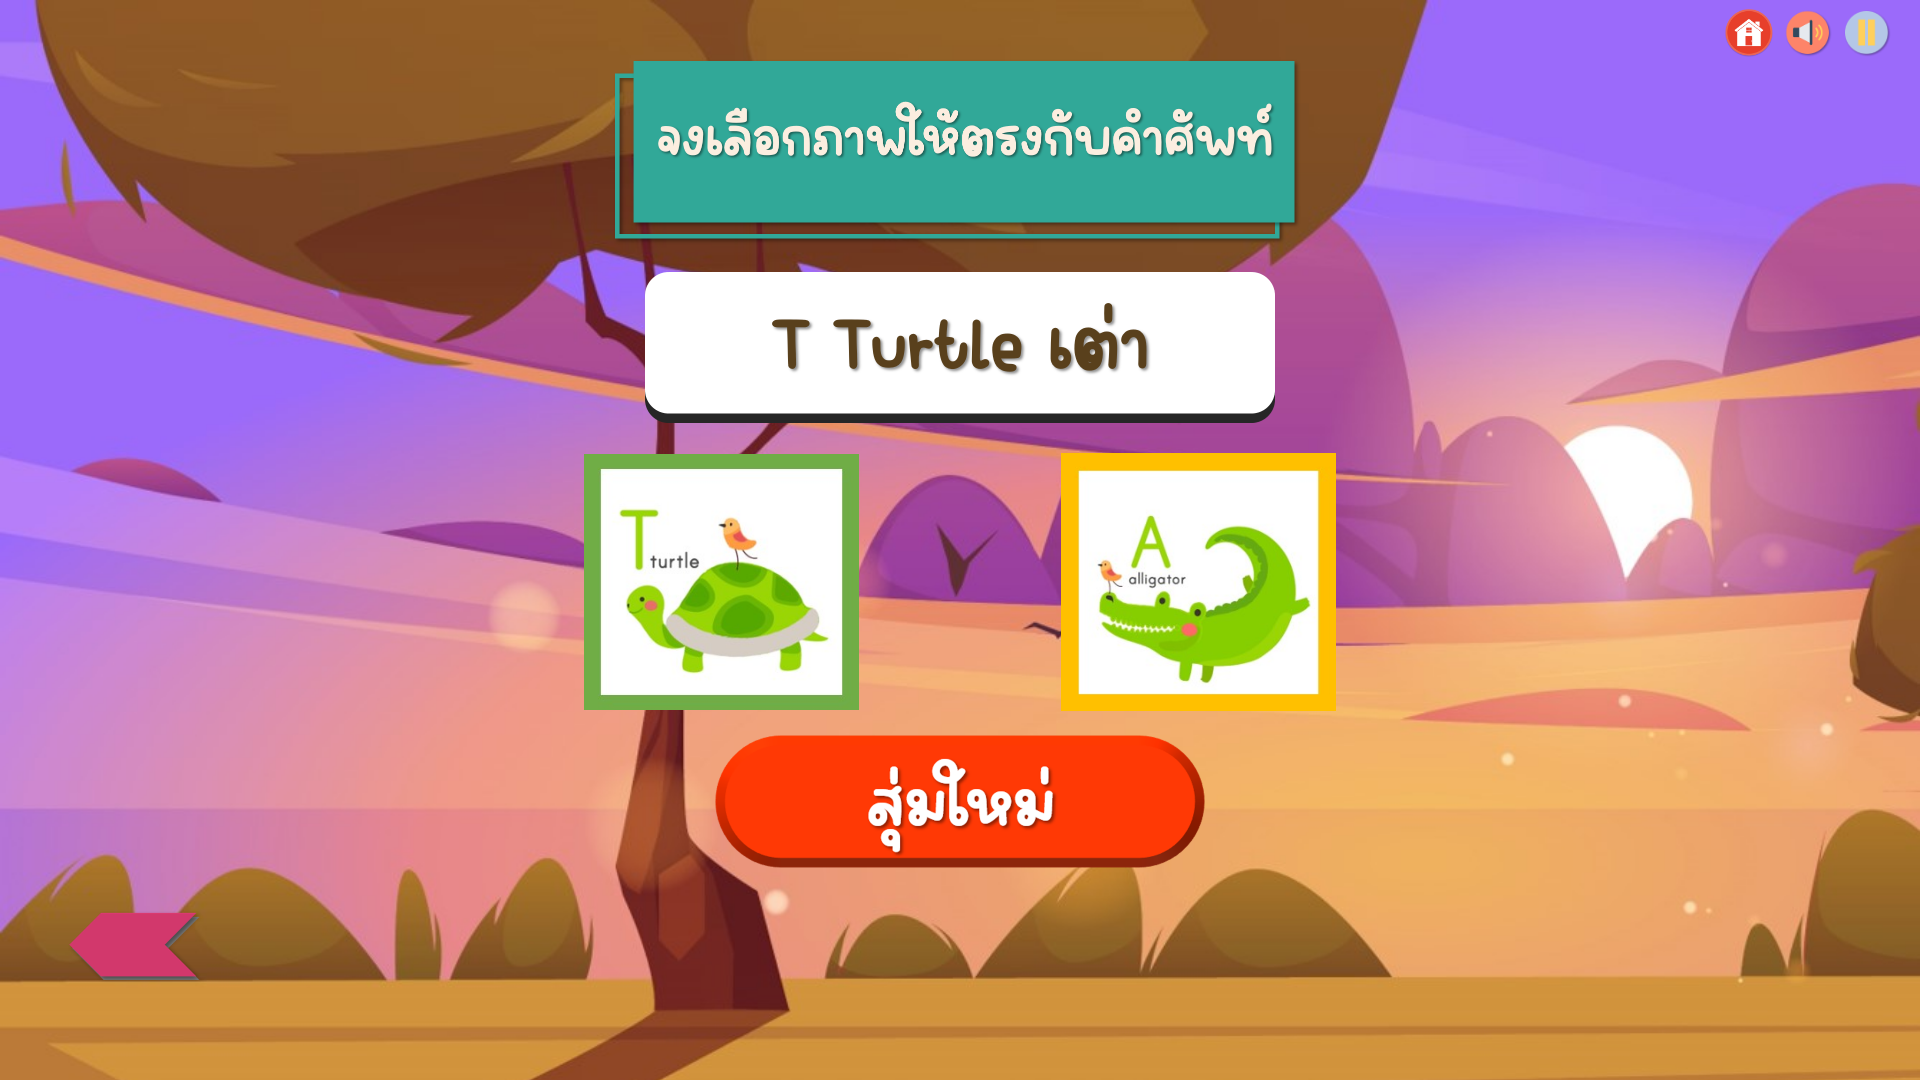 จงเลือกภาพให้ตรงกับคำศัพท์
T Turtle เต่า
T turtle
A
alligator
สุ่มใหม่